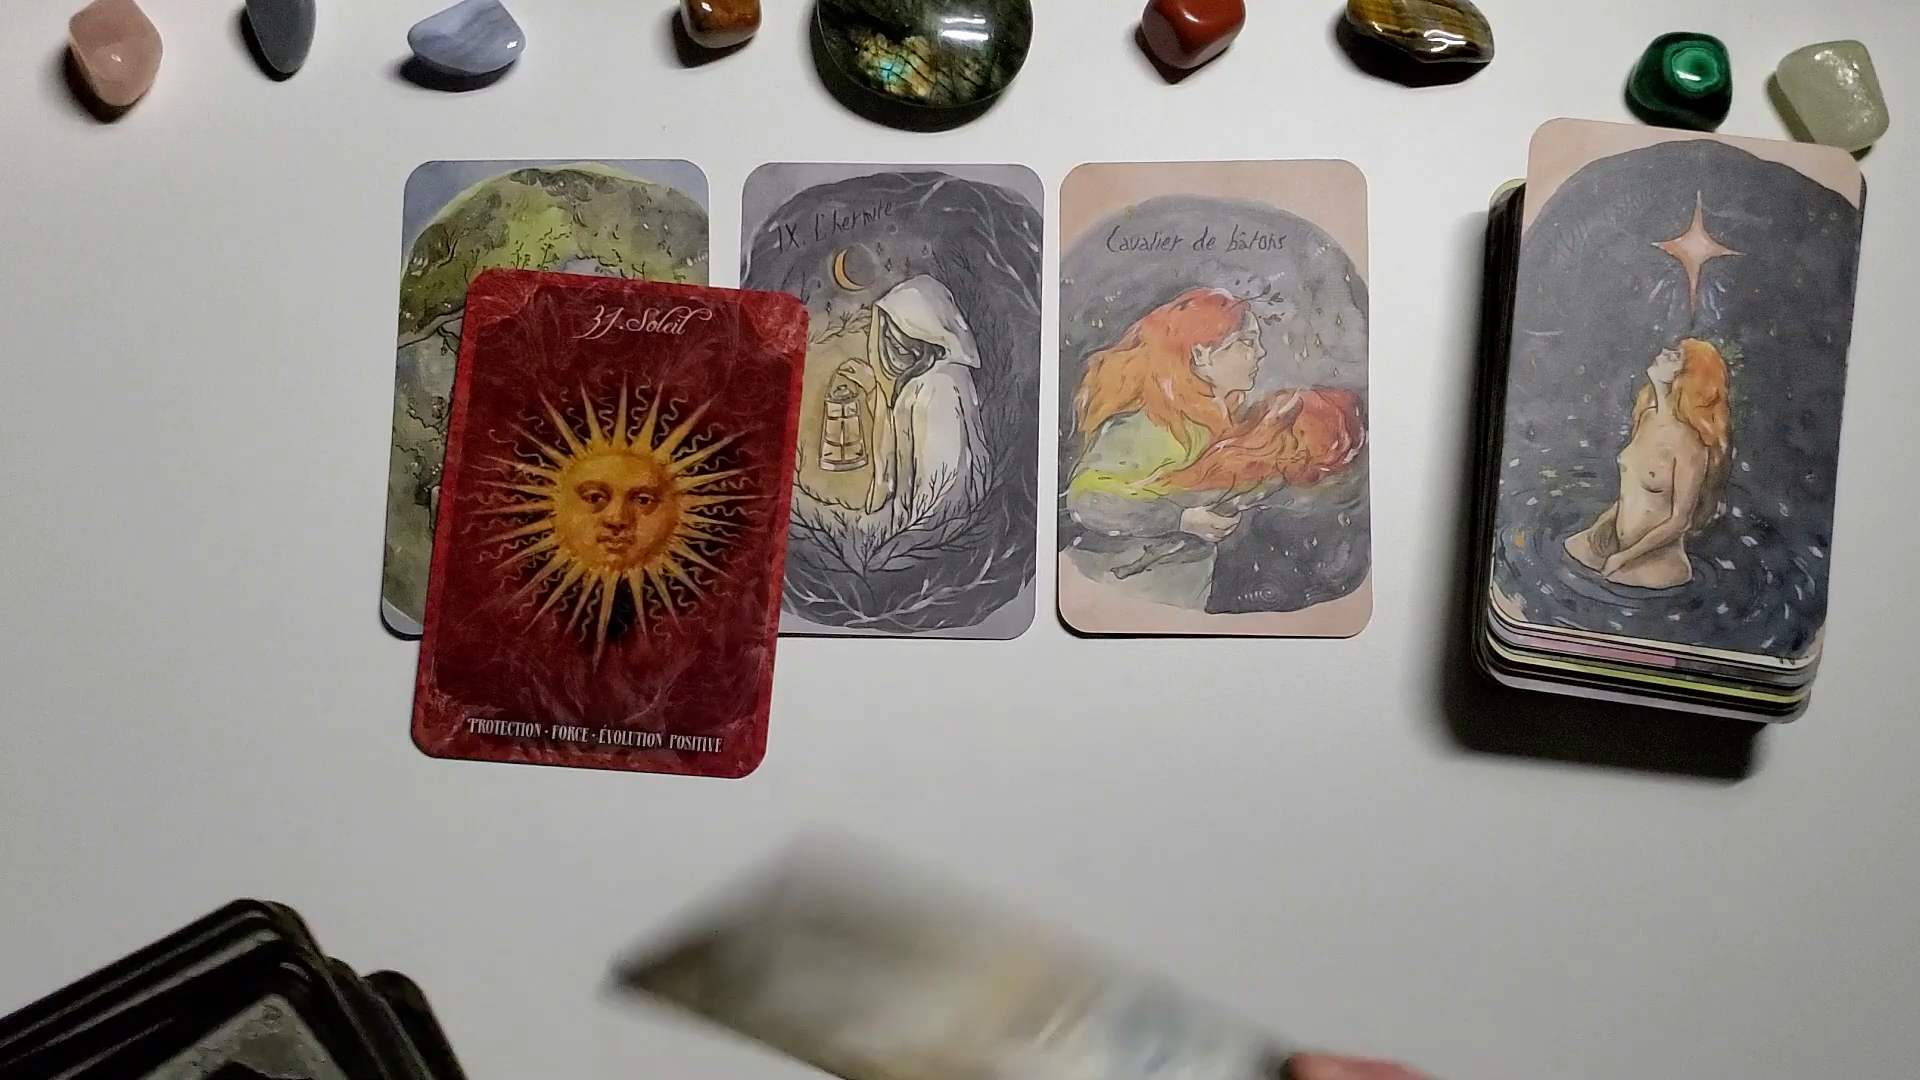 IX. L'hermite
Cavalier de bâtons
31. Soleil
PROTECTION · FORCE · ÉVOLUTION POSITIVE